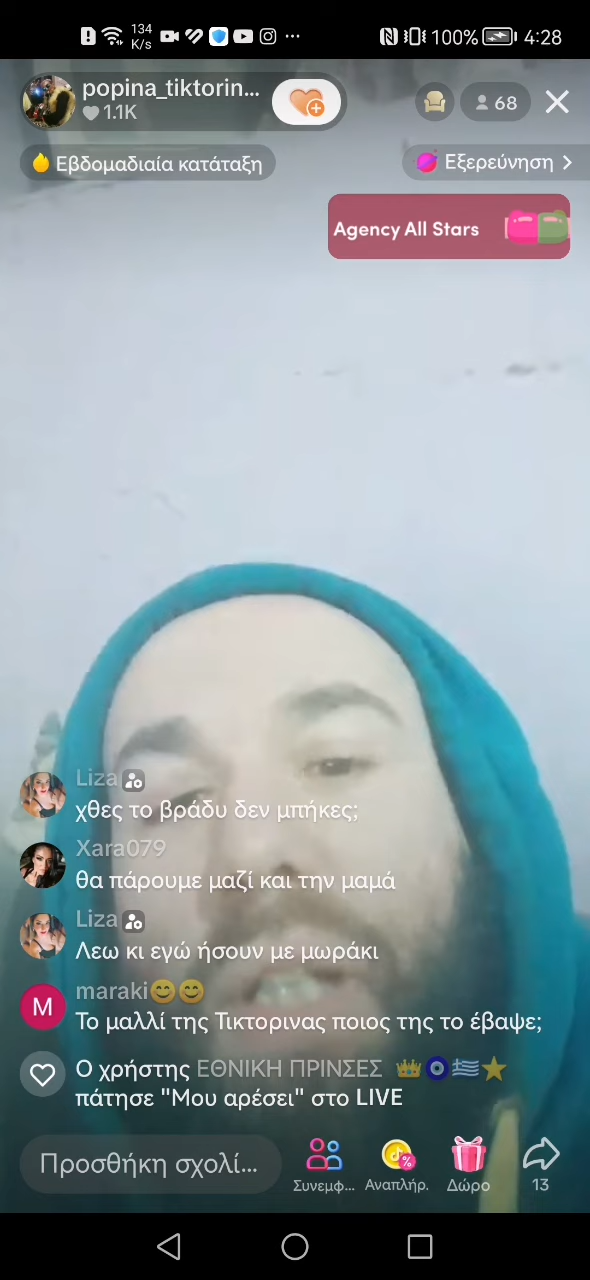 134
K/s
100%
4:28
popina_tiktorin...
1.1K
68
Εβδομαδιαία κατάταξη
Εξερεύνηση
Agency All Stars
Liza
χθες το βράδυ δεν μπήκες;
Xara079
θα πάρουμε μαζί και την μαμά
Liza
Λεω κι εγώ ήσουν με μωράκι
M
maraki😊😊
Το μαλλί της Τικτορινας ποιος της το έβαψε;
Ο χρήστης ΕΘΝΙΚΗ ΠΡΙΝΣΕΣ 👑🧿🇬🇷⭐
πάτησε "Μου αρέσει" στο LIVE
Προσθήκη σχολί...
Συνεμφ...
Αναπλήρ.
Δώρο
13